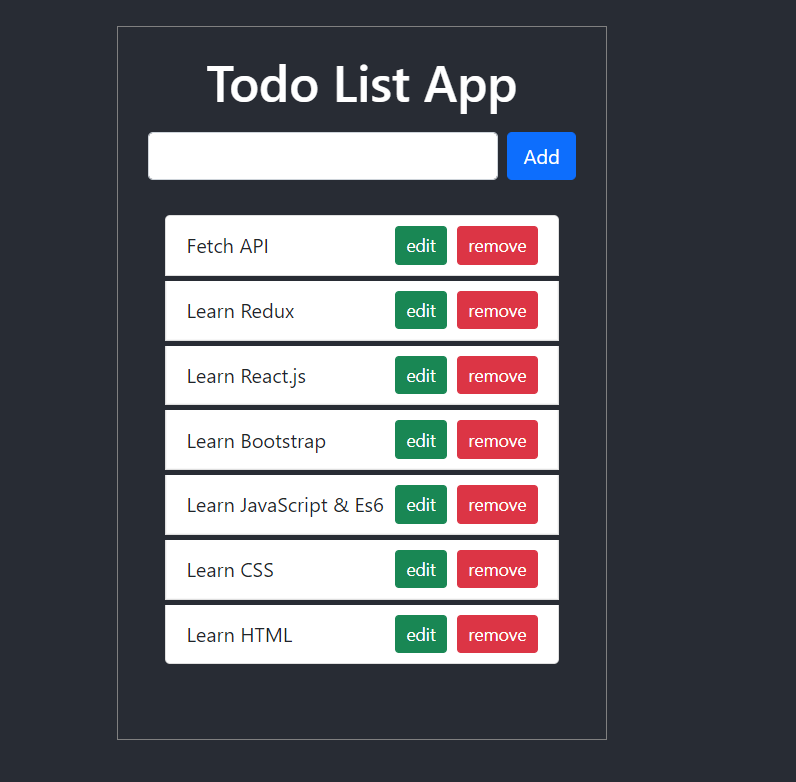 Todo List App
Add
Fetch API edit remove
Learn Redux edit remove
Learn React.js edit remove
Learn Bootstrap edit remove
Learn JavaScript & Es6 edit remove
Learn CSS edit remove
Learn HTML edit remove